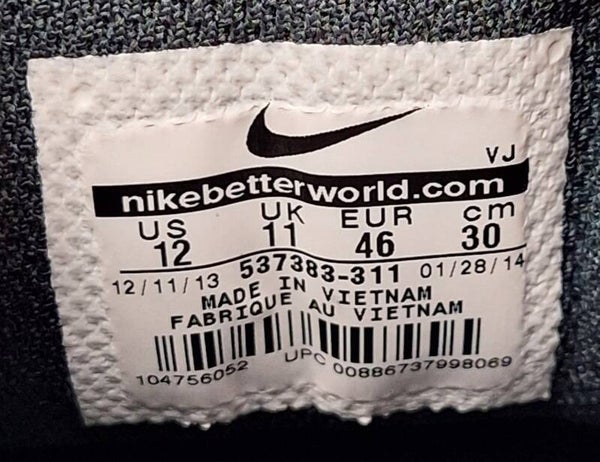 VJ
nikebetterworld.com
US UK EUR cm
12 11 46 30
12/11/13 537383-311 01/28/14
MADE IN VIETNAM
FABRIQUE AU VIETNAM
104756052 UPC 00886737998069